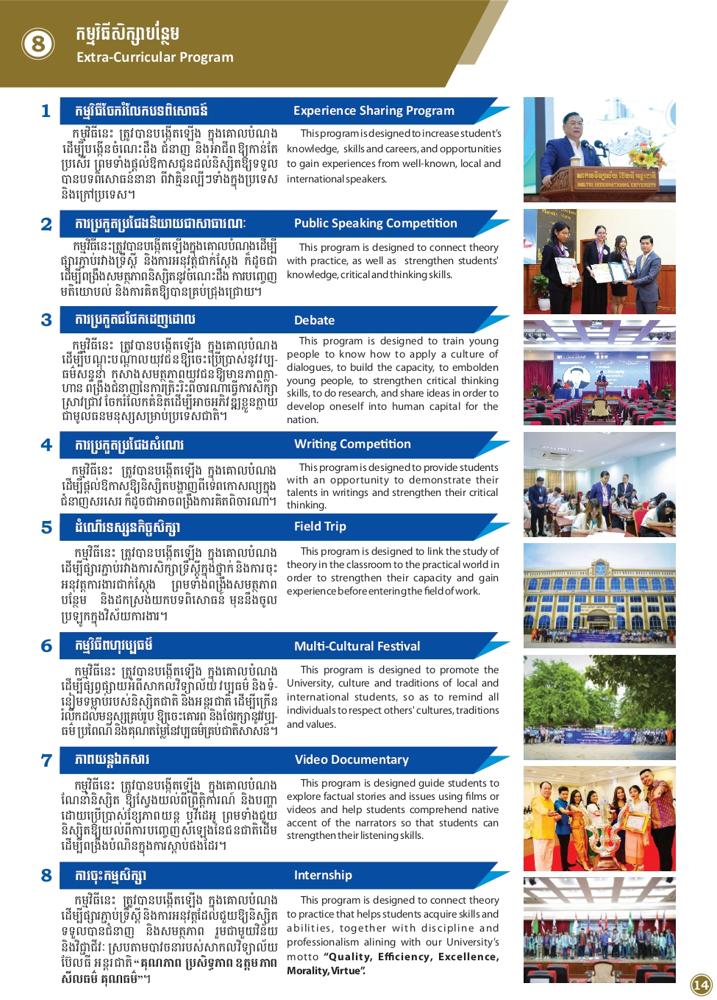 8
កម្មវិធីសិក្សាបន្ថែម
Extra-Curricular Program
1 កម្មវិធីចែករំលែកបទពិសោធន៍
Experience Sharing Program
កម្មវិធីនេះ ត្រូវបានបង្កើតឡើង ក្នុងគោលបំណង
ដើម្បីបង្កើនចំណេះដឹង ជំនាញ និងអាជីព ឱ្យកាន់តែ
ប្រសើរ ព្រមទាំងផ្តល់ឱកាសជូនដល់និស្សិតឱ្យទទួល
បានបទពិសោធន៍នានា ពីវាគ្មិនល្បីៗទាំងក្នុងប្រទេស
និងក្រៅប្រទេស។
This program is designed to increase student's
knowledge, skills and careers, and opportunities
to gain experiences from well-known, local and
international speakers.
2 ការប្រកួតប្រជែងនិយាយជាសាធារណៈ
Public Speaking Competition
កម្មវិធីនេះត្រូវបានបង្កើតឡើងក្នុងគោលបំណងដើម្បី
ផ្សារភ្ជាប់រវាងទ្រឹស្តី និងការអនុវត្តជាក់ស្តែង ក៏ដូចជា
ដើម្បីពង្រឹងសមត្ថភាពនិស្សិតនូវចំណេះដឹង ការបញ្ចេញ
មតិយោបល់ និងការគិតឱ្យបានគ្រប់ជ្រុងជ្រោយ។
This program is designed to connect theory
with practice, as well as strengthen students'
knowledge, critical and thinking skills.
3 ការប្រកួតជជែកដេញដោល
Debate
កម្មវិធីនេះ ត្រូវបានបង្កើតឡើង ក្នុងគោលបំណង
ដើម្បីបណ្តុះបណ្តាលយុវជនឱ្យចេះប្រើប្រាស់នូវវប្ប-
ធម៌សន្ទនា កសាងសមត្ថភាពយុវជនឱ្យមានភាពក្លា-
ហាន ពង្រឹងជំនាញនៃការត្រិះរិះពិចារណាធ្វើការសិក្សា
ស្រាវជ្រាវ ចែករំលែកគំនិតដើម្បីអាចអភិវឌ្ឍខ្លួនក្លាយ
ជាមូលធនមនុស្សសម្រាប់ប្រទេសជាតិ។
This program is designed to train young
people to know how to apply a culture of
dialogues, to build the capacity, to embolden
young people, to strengthen critical thinking
skills, to do research, and share ideas in order to
develop oneself into human capital for the
nation.
4 ការប្រកួតប្រជែងសំណេរ
Writing Competition
កម្មវិធីនេះ ត្រូវបានបង្កើតឡើង ក្នុងគោលបំណង
ដើម្បីផ្តល់ឱកាសឱ្យនិស្សិតបង្ហាញពីទេពកោសល្យក្នុង
ជំនាញសរសេរ ក៏ដូចជាអាចពង្រឹងការគិតពិចារណា។
This program is designed to provide students
with an opportunity to demonstrate their
talents in writings and strengthen their critical
thinking.
5 ដំណើរទស្សនកិច្ចសិក្សា
Field Trip
កម្មវិធីនេះ ត្រូវបានបង្កើតឡើង ក្នុងគោលបំណង
ដើម្បីផ្សារភ្ជាប់រវាងការសិក្សាទ្រឹស្តីក្នុងថ្នាក់ និងការចុះ
អនុវត្តការងារជាក់ស្តែង ព្រមទាំងពង្រឹងសមត្ថភាព
បន្ថែម និងដកស្រង់យកបទពិសោធន៍ មុននឹងចូល
ប្រឡូកក្នុងវិស័យការងារ។
This program is designed to link the study of
theory in the classroom to the practical world in
order to strengthen their capacity and gain
experience before entering the field of work.
6 កម្មវិធីពហុវប្បធម៌
Multi-Cultural Festival
កម្មវិធីនេះ ត្រូវបានបង្កើតឡើង ក្នុងគោលបំណង
ដើម្បីផ្សព្វផ្សាយអំពីសាកលវិទ្យាល័យ វប្បធម៌ និងទំ-
នៀមទម្លាប់របស់និស្សិតជាតិ និងអន្តរជាតិ ដើម្បីក្រើន
រំលឹកដល់មនុស្សគ្រប់រូប ឱ្យចេះគោរព និងថែរក្សានូវវប្ប-
ធម៌ ប្រពៃណី និងគុណតម្លៃនៃវប្បធម៌គ្រប់ជាតិសាសន៍។
This program is designed to promote the
University, culture and traditions of local and
international students, so as to remind all
individuals to respect others' cultures, traditions
and values.
7 ភាពយន្តឯកសារ
Video Documentary
កម្មវិធីនេះ ត្រូវបានបង្កើតឡើង ក្នុងគោលបំណង
ណែនាំនិស្សិត ឱ្យស្វែងយល់ពីព្រឹត្តិការណ៍ និងបញ្ហា
ដោយប្រើប្រាស់ខ្សែភាពយន្ត ឬវីដេអូ ព្រមទាំងជួយ
និស្សិតឱ្យយល់ពីការបញ្ចេញសំឡេងនៃជនជាតិដើម
ដើម្បីពង្រឹងបំណិនក្នុងការស្តាប់ផងដែរ។
This program is designed guide students to
explore factual stories and issues using films or
videos and help students comprehend native
accent of the narrators so that students can
strengthen their listening skills.
8 ការចុះកម្មសិក្សា
Internship
កម្មវិធីនេះ ត្រូវបានបង្កើតឡើង ក្នុងគោលបំណង
ដើម្បីផ្សារភ្ជាប់ទ្រឹស្តី និងការអនុវត្តដែលជួយឱ្យនិស្សិត
ទទួលបានជំនាញ និងសមត្ថភាព រួមជាមួយវិន័យ
និងវិជ្ជាជីវៈ ស្របតាមបាវចនារបស់សាកលវិទ្យាល័យ
ប៊ែលធី អន្តរជាតិ “គុណភាព ប្រសិទ្ធភាព ឧត្តមភាព
សីលធម៌ គុណធម៌”។
This program is designed to connect theory
to practice that helps students acquire skills and
abilities, together with discipline and
professionalism alining with our University's
motto “Quality, Efficiency, Excellence,
Morality, Virtue”.
14